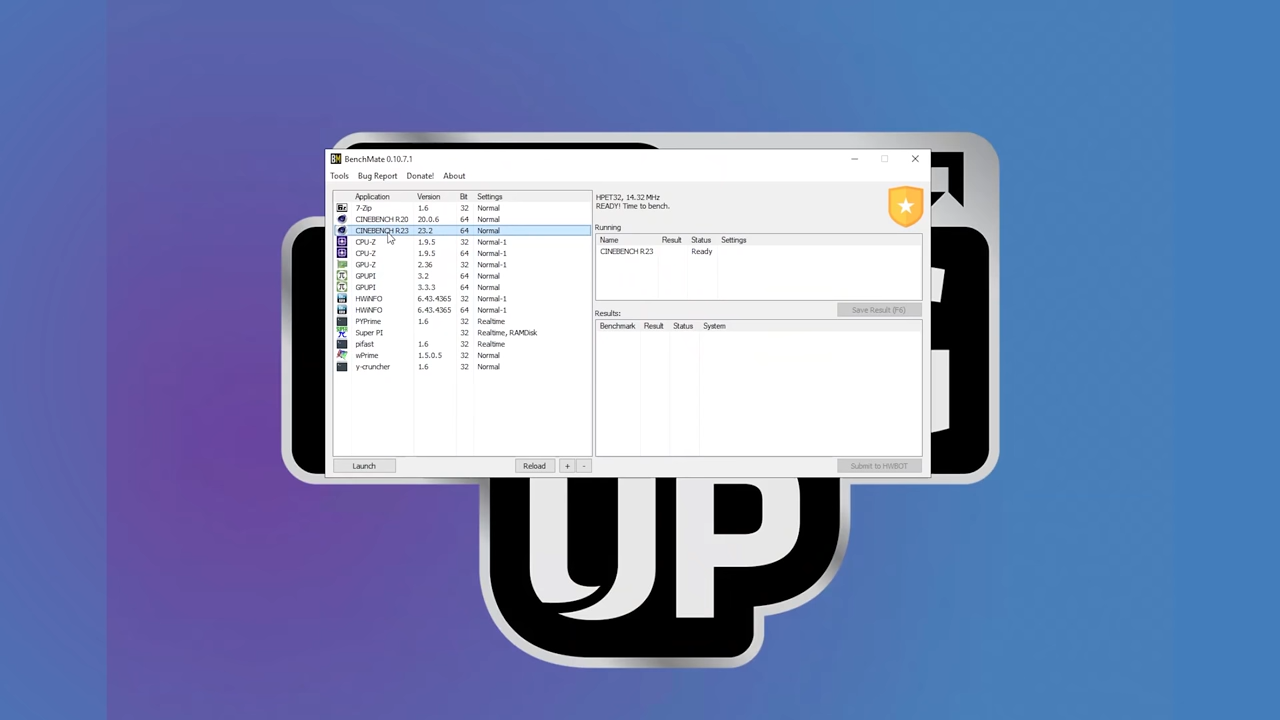 BM BenchMate 0.10.7.1
Tools Bug Report Donate! About
Application Version Bit Settings
7-Zip 1.6 32 Normal
CINEBENCH R20 20.0.6 64 Normal
CINEBENCH R23 23.2 64 Normal
CPU-Z 1.9.5 32 Normal-1
CPU-Z 1.9.5 64 Normal-1
GPU-Z 2.36 32 Normal-1
GPUPI 3.2 64 Normal
GPUPI 3.3.3 64 Normal
HWiNFO 6.43.4365 32 Normal-1
HWiNFO 6.43.4365 64 Normal-1
PYPrime 1.6 32 Realtime
Super PI 32 Realtime, RAMDisk
pifast 1.6 32 Realtime
wPrime 1.5.0.5 32 Normal
y-cruncher 1.6 32 Normal
Launch Reload + -
HPET32, 14.32 MHz
READY! Time to bench.
Running
Name Result Status Settings
CINEBENCH R23 Ready
Save Result (F6)
Results:
Benchmark Result Status System
Submit to HWBOT
UP